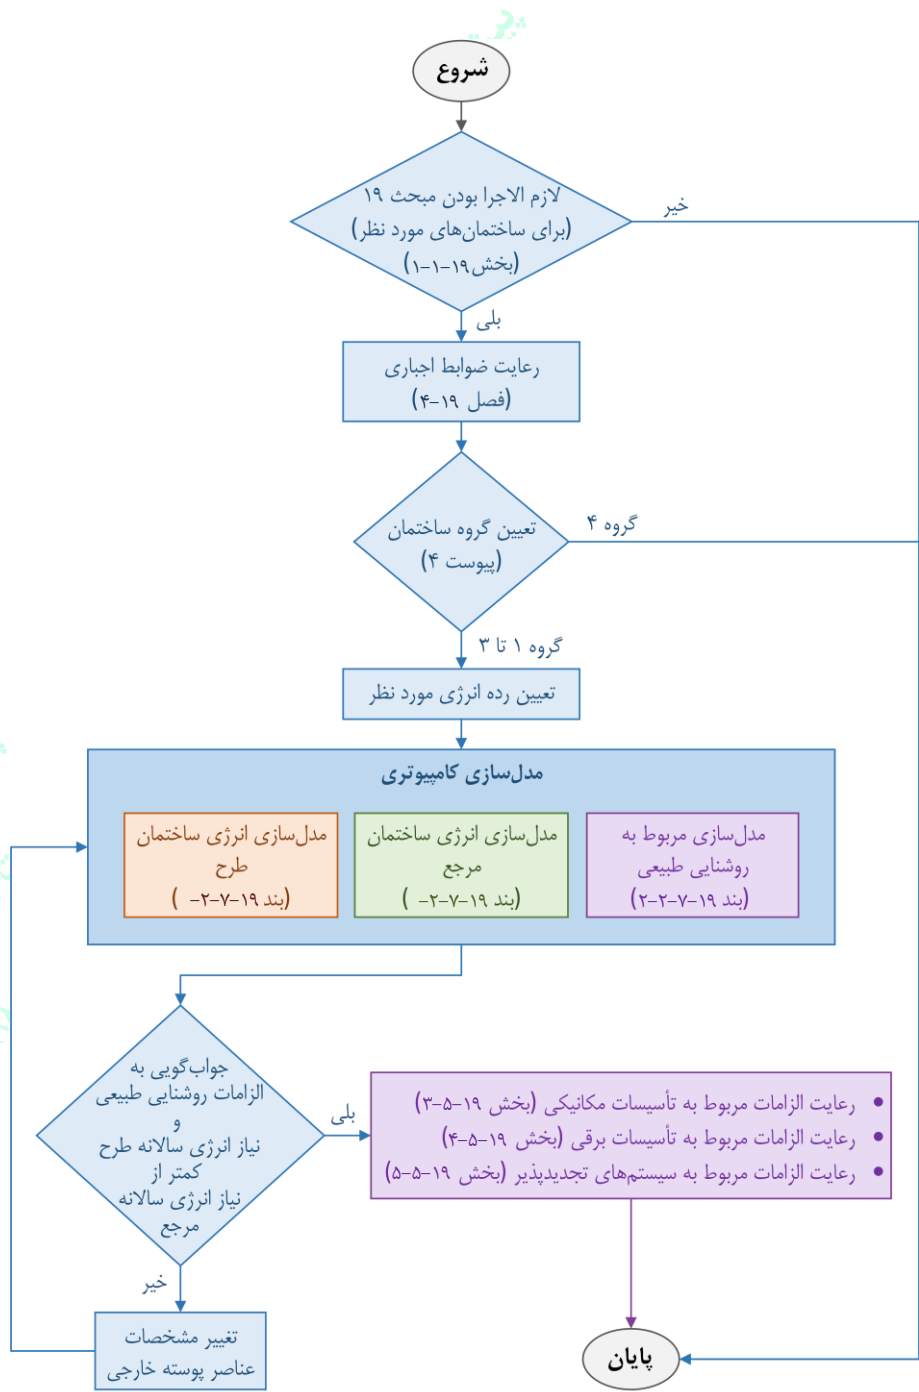 شروع
لازم الاجرا بودن مبحث ۱۹
(برای ساختمان‌های مورد نظر)
(بخش ۱۹-۱-۱)
خیر
بلی
رعایت ضوابط اجباری
(فصل ۱۹-۴)
تعیین گروه ساختمان
(پیوست ۴)
گروه ۴
گروه ۱ تا ۳
تعیین رده انرژی مورد نظر
مدل‌سازی کامپیوتری
مدل‌سازی مربوط به
روشنایی طبیعی
(بند ۱۹-۷-۲-۲)
مدل‌سازی انرژی ساختمان
مرجع
(بند ۱۹-۷-۲- )
مدل‌سازی انرژی ساختمان
طرح
(بند ۱۹-۷-۲- )
جواب‌گویی به
الزامات روشنایی طبیعی
و
نیاز انرژی سالانه طرح
کمتر از
نیاز انرژی سالانه
مرجع
بلی
• رعایت الزامات مربوط به تأسیسات مکانیکی (بخش ۱۹-۵-۳)
• رعایت الزامات مربوط به تأسیسات برقی (بخش ۱۹-۵-۴)
• رعایت الزامات مربوط به سیستم‌های تجدیدپذیر (بخش ۱۹-۵-۵)
خیر
تغییر مشخصات
عناصر پوسته خارجی
پایان